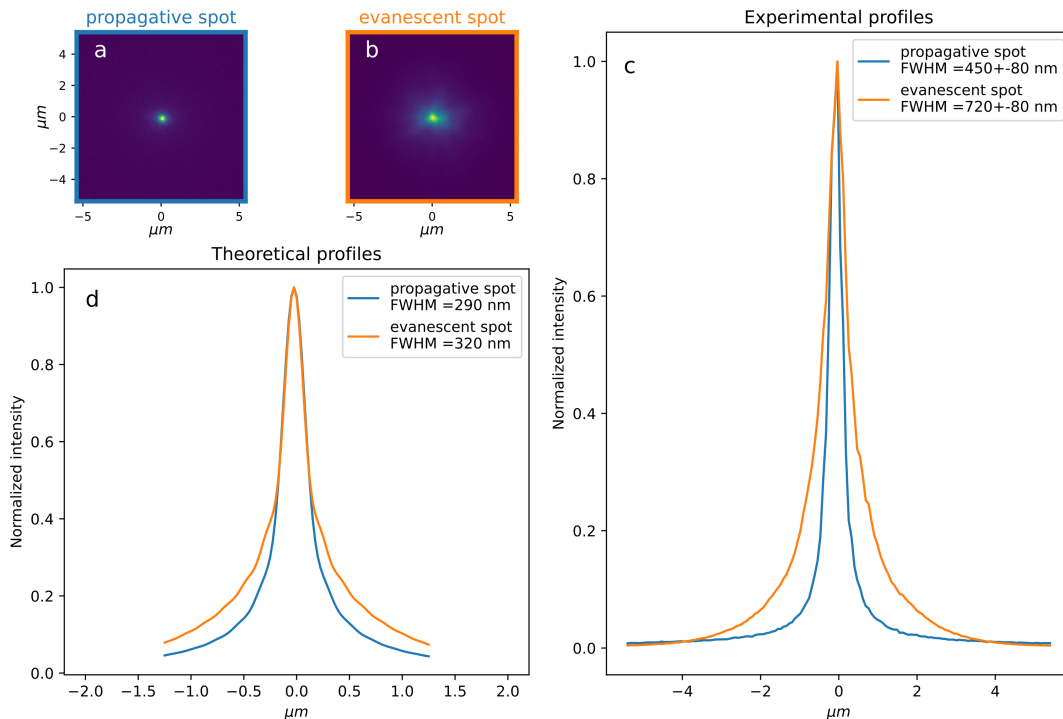 propagative spot
evanescent spot
a
b
4
2
0
−2
−4
μm
−5
0
5
μm
−5
0
5
μm
Experimental profiles
c
propagative spot
FWHM =450+-80 nm
evanescent spot
FWHM =720+-80 nm
1.0
0.8
0.6
0.4
0.2
0.0
Normalized intensity
−4
−2
0
2
4
μm
Theoretical profiles
d
propagative spot
FWHM =290 nm
evanescent spot
FWHM =320 nm
1.0
0.8
0.6
0.4
0.2
0.0
Normalized intensity
−2.0
−1.5
−1.0
−0.5
0.0
0.5
1.0
1.5
2.0
μm